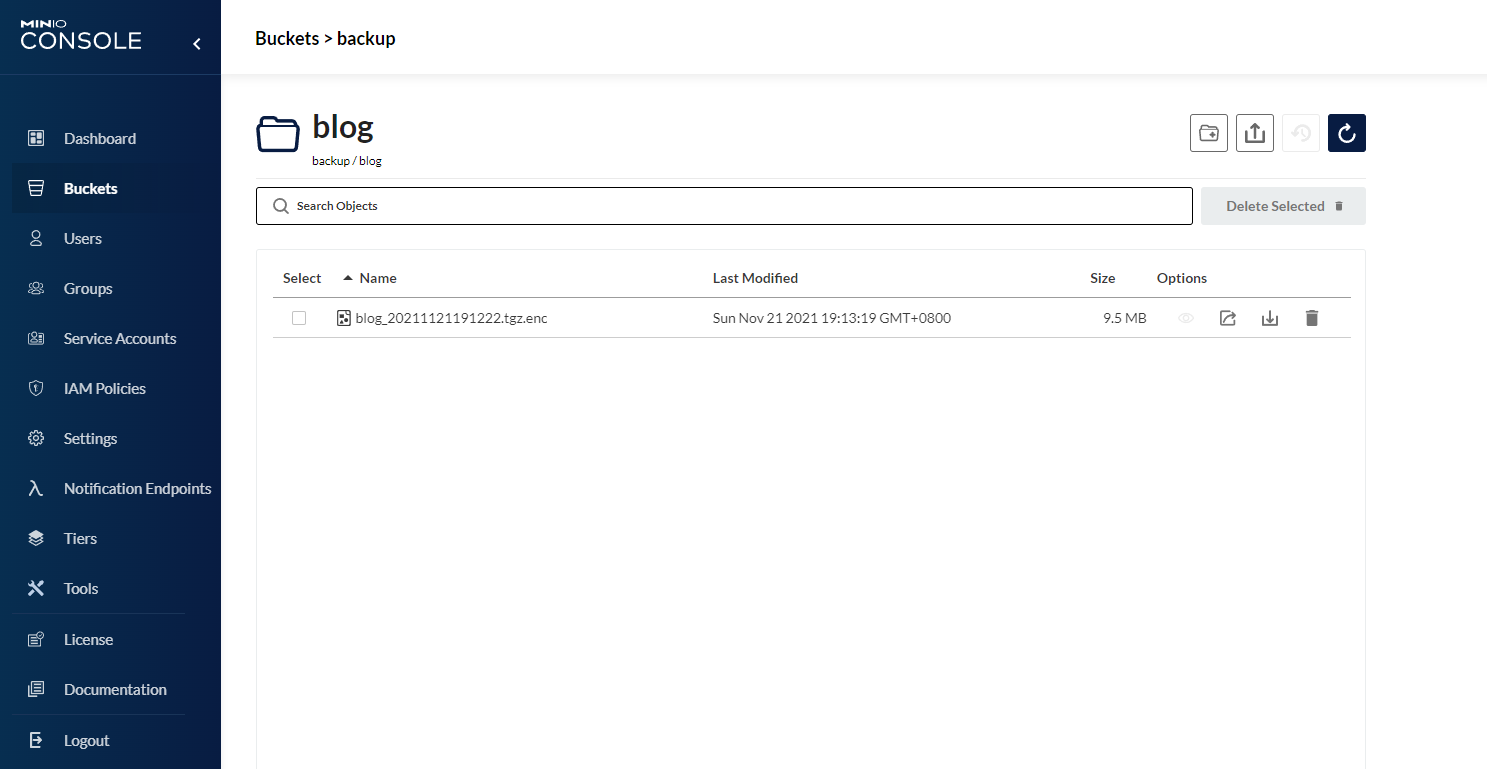 MINIO
CONSOLE
Buckets > backup
Dashboard
Buckets
Users
Groups
Service Accounts
IAM Policies
Settings
Notification Endpoints
Tiers
Tools
License
Documentation
Logout
blog
backup / blog
Search Objects
Delete Selected
Select Name Last Modified Size Options
blog_20211121191222.tgz.enc Sun Nov 21 2021 19:13:19 GMT+0800 9.5 MB